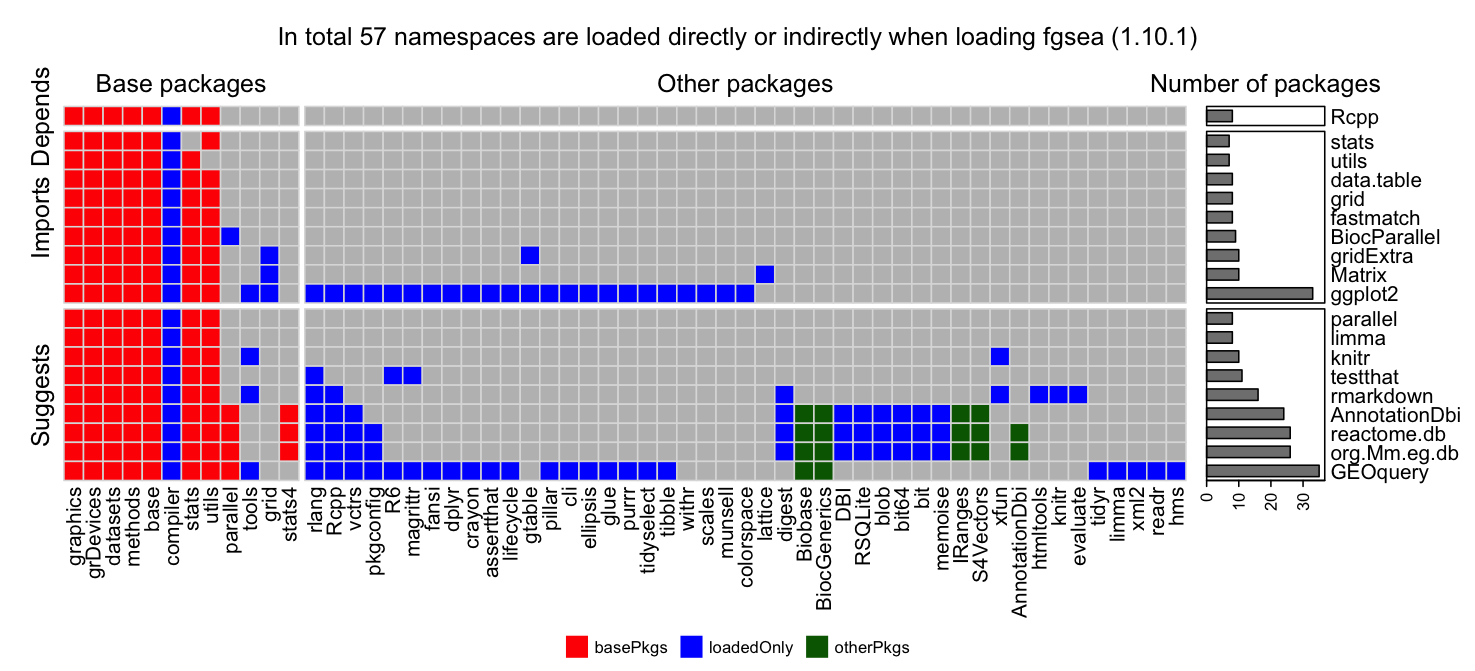 In total 57 namespaces are loaded directly or indirectly when loading fgsea (1.10.1)
Base packages
Other packages
Number of packages
Depends
Imports
Suggests
Rcpp
stats
utils
data.table
grid
fastmatch
BiocParallel
gridExtra
Matrix
ggplot2
parallel
limma
knitr
testthat
rmarkdown
AnnotationDbi
reactome.db
org.Mm.eg.db
GEOquery
graphics
grDevices
datasets
methods
base
compiler
stats
utils
parallel
tools
grid
stats4
rlang
Rcpp
vctrs
pkgconfig
R6
magrittr
fansi
dplyr
crayon
assertthat
lifecycle
gtable
pillar
cli
ellipsis
glue
purrr
tidyselect
tibble
withr
scales
munsell
colorspace
lattice
digest
Biobase
BiocGenerics
DBI
RSQLite
blob
bit64
bit
memoise
IRanges
S4Vectors
xfun
AnnotationDbi
htmltools
knitr
evaluate
tidyr
limma
xml2
readr
hms
0
10
20
30
basePkgs
loadedOnly
otherPkgs